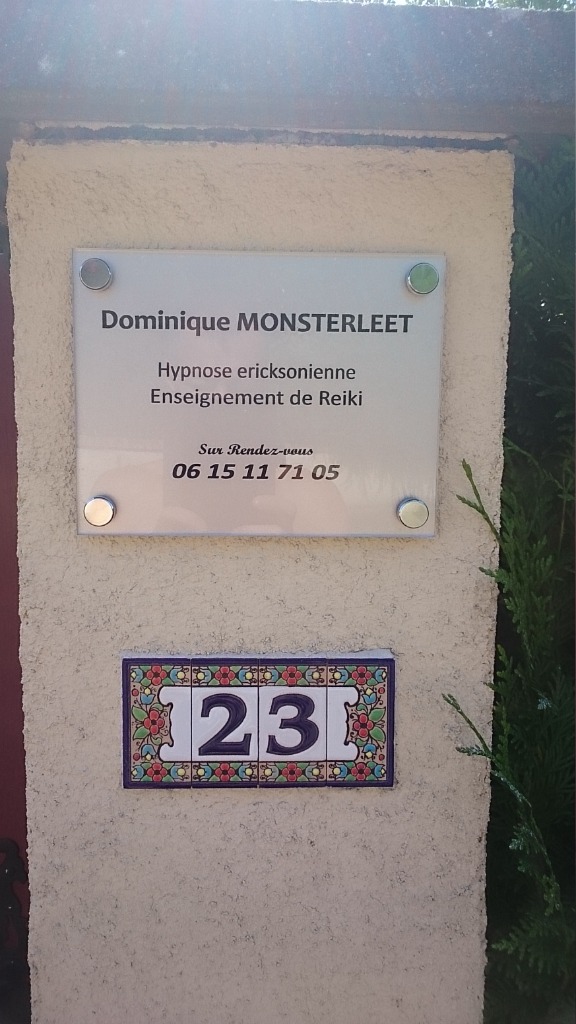 Dominique MONSTERLEET
Hypnose ericksonienne
Enseignement de Reiki
Sur Rendez-vous
06 15 11 71 05
23